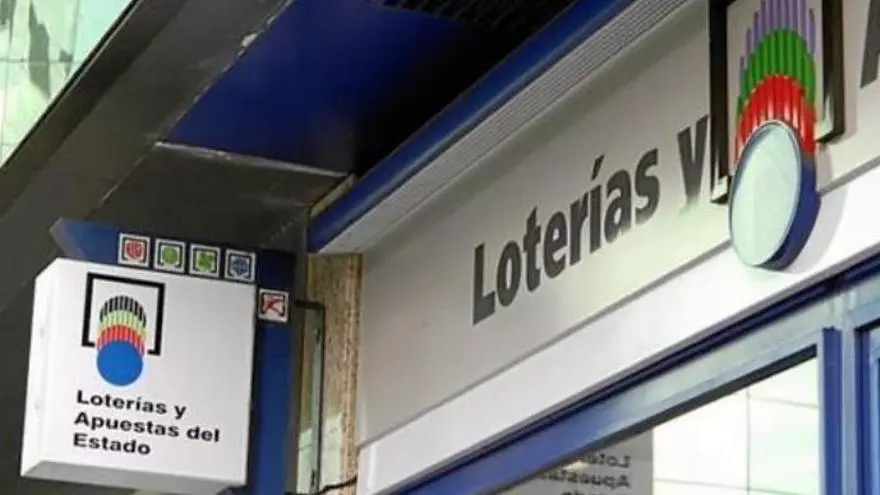 Loterías y
Loterías y
Apuestas del
Estado